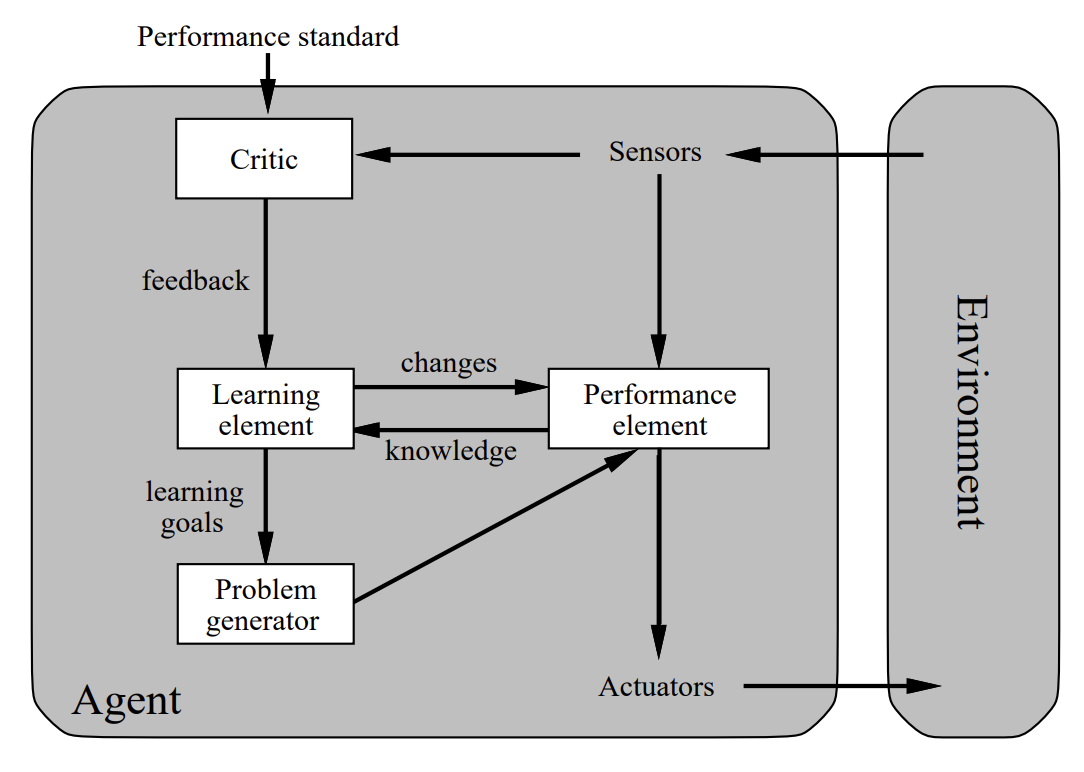 Performance standard
Critic
Sensors
feedback
changes
Learning
element
Performance
element
knowledge
learning
goals
Problem
generator
Actuators
Agent
Environment